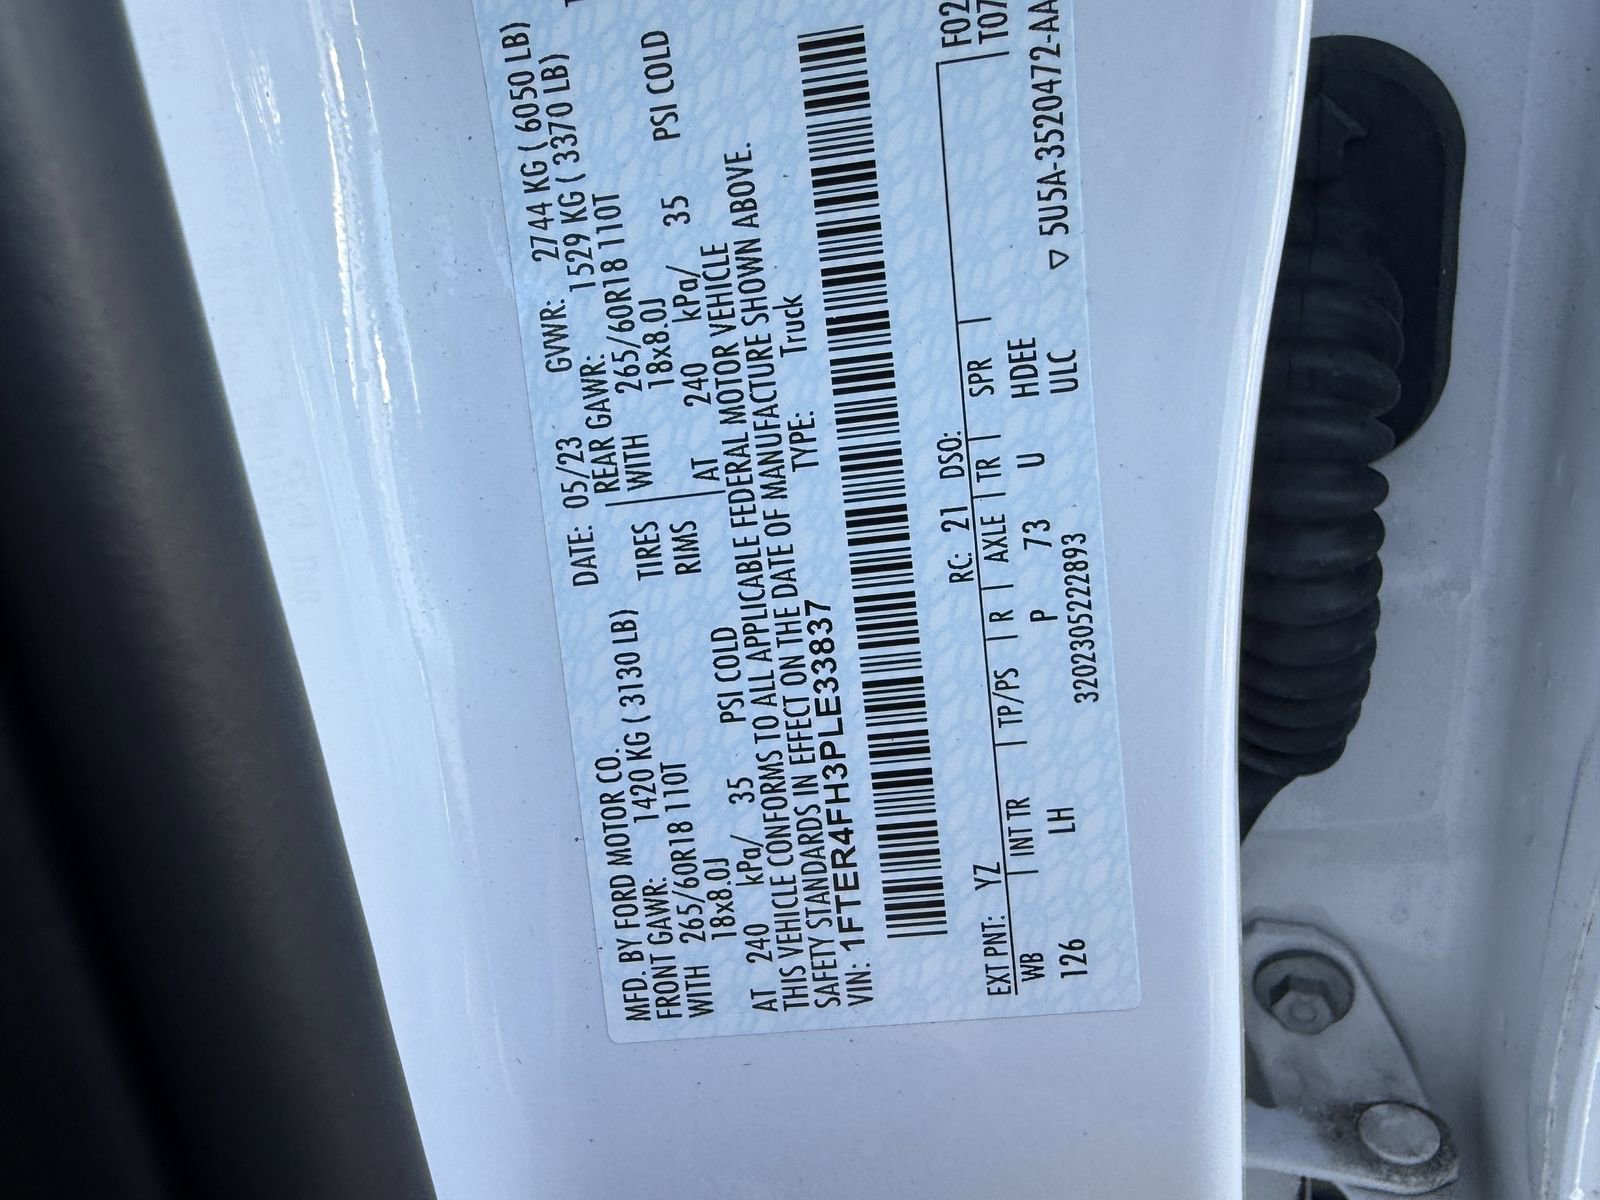 MFD. BY FORD MOTOR CO. DATE: 05/23 GVWR: 2744 KG ( 6050 LB)
FRONT GAWR: 1420 KG ( 3130 LB) REAR GAWR: 1529 KG ( 3370 LB)
WITH 265/60R18 110T TIRES WITH 265/60R18 110T
18x8.0J RIMS 18x8.0J
AT 240 kPa/ 35 PSI COLD AT 240 kPa/ 35 PSI COLD
THIS VEHICLE CONFORMS TO ALL APPLICABLE FEDERAL MOTOR VEHICLE
SAFETY STANDARDS IN EFFECT ON THE DATE OF MANUFACTURE SHOWN ABOVE.
VIN: 1FTER4FH3PLE33837 TYPE: Truck
EXT PNT: YZ RC: 21 DSO: F02
WB INT TR TP/PS R AXLE TR SPR T07
126 LH P 73 U HDEE
3202305222893 ULC ▽ 5U5A-3520472-AA